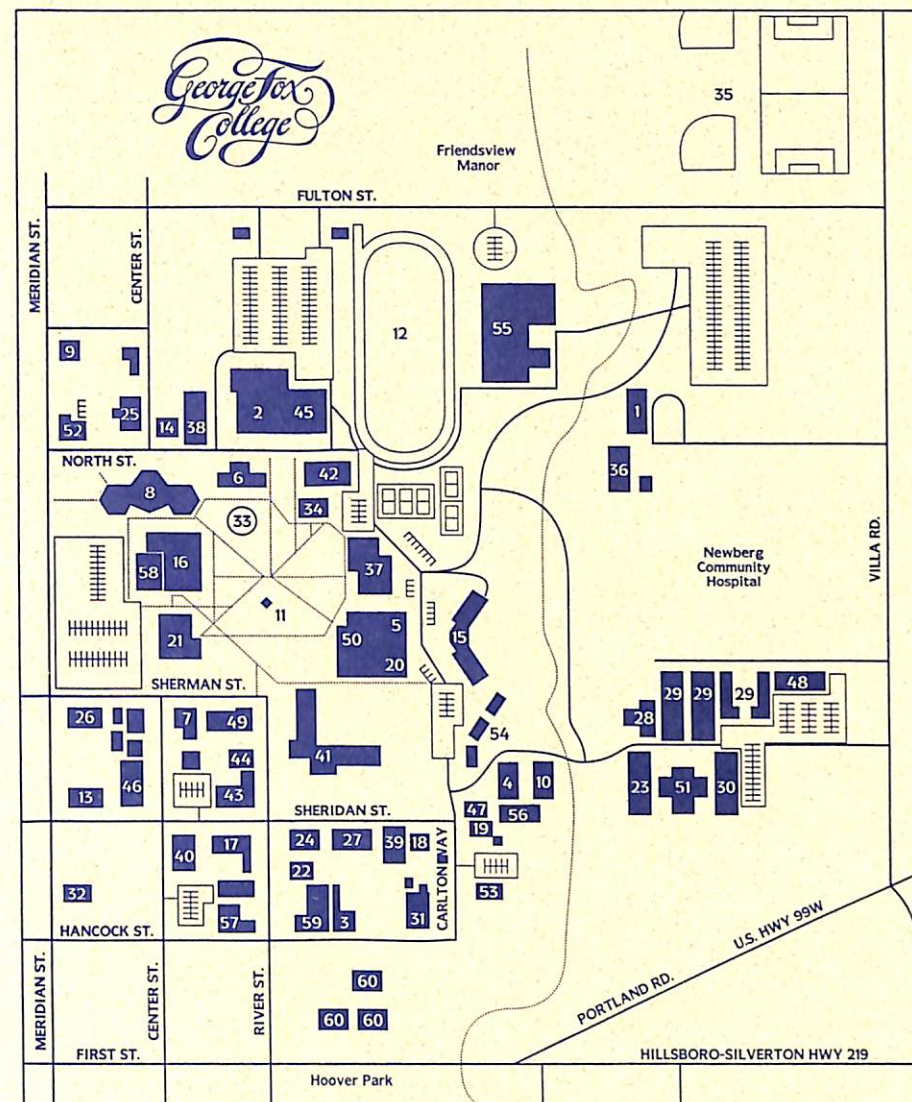 George Fox
College
35
Friendsview
Manor
FULTON ST.
MERIDIAN ST.
CENTER ST.
12
55
9
25
52
14
38
2
45
1
NORTH ST.
8
6
42
36
34
33
VILLA RD.
58
16
37
Newberg
Community
Hospital
11
5
50
20
15
21
SHERMAN ST.
29
29
29
48
28
26
7
49
54
41
44
46
13
43
4
10
23
51
30
SHERIDAN ST.
47
56
19
40
17
24
27
39
18
CARLTON WAY
22
32
53
57
59
3
31
HANCOCK ST.
U.S. HWY 99W
PORTLAND RD.
MERIDIAN ST.
CENTER ST.
RIVER ST.
60
60
60
FIRST ST.
HILLSBORO-SILVERTON HWY 219
Hoover Park